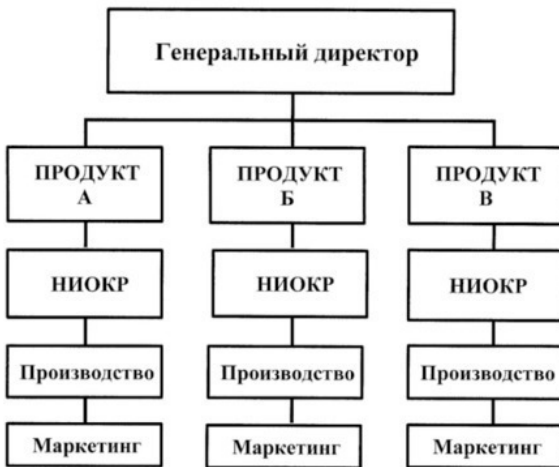 Генеральный директор
ПРОДУКТ ПРОДУКТ ПРОДУКТ
А Б В
НИОКР НИОКР НИОКР
Производство Производство Производство
Маркетинг Маркетинг Маркетинг